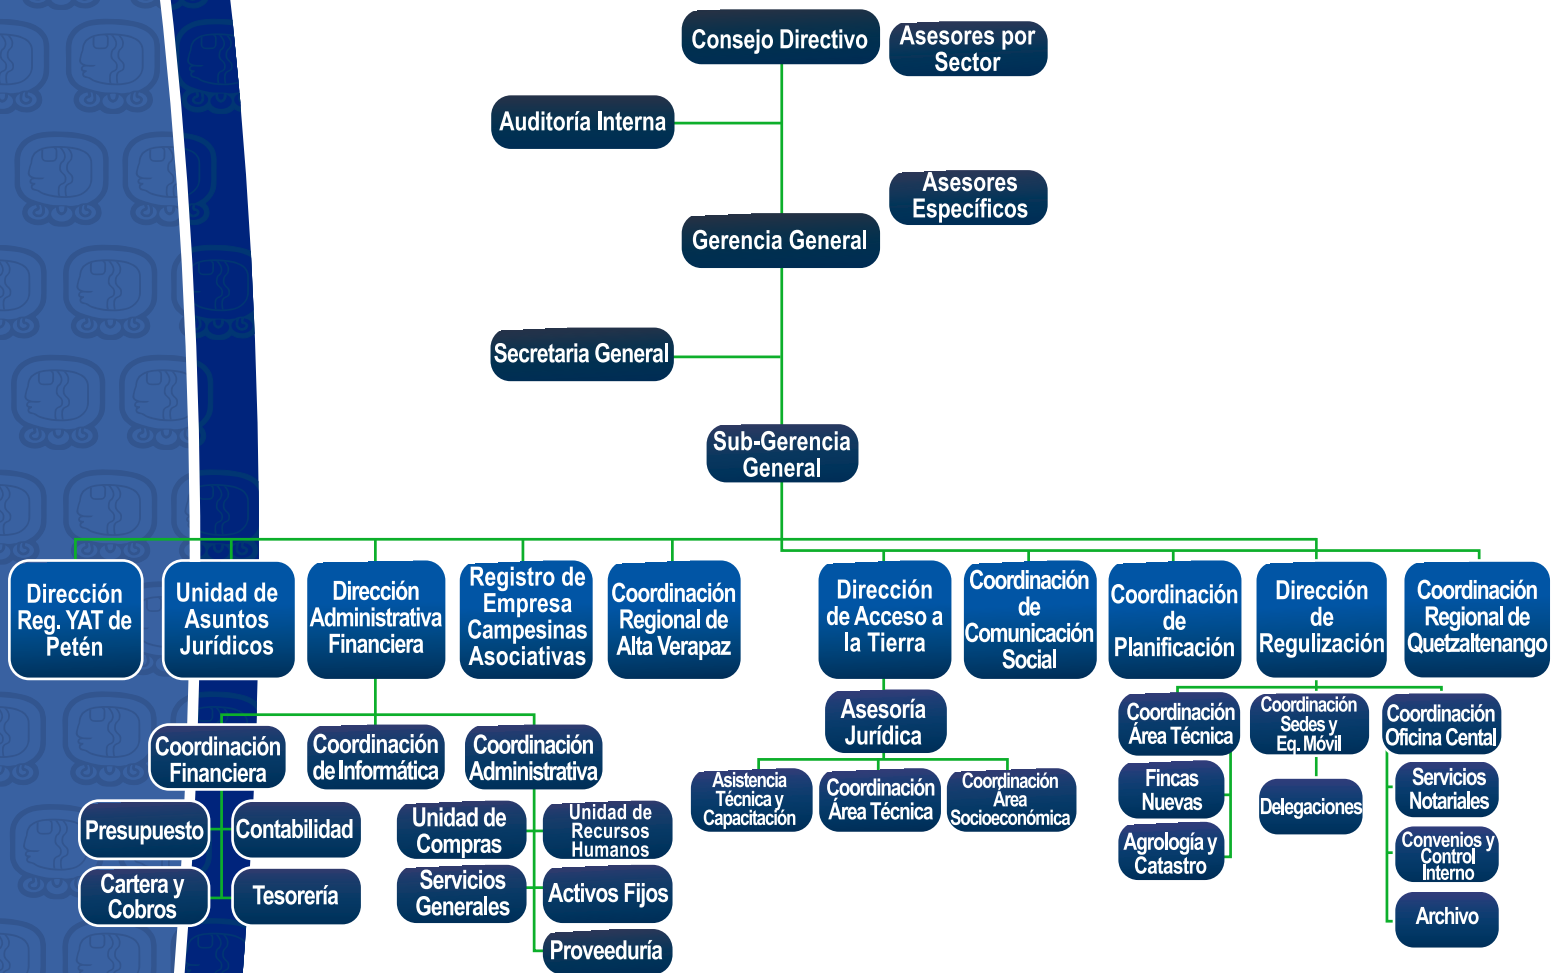 Consejo Directivo
Asesores por
Sector
Auditoría Interna
Asesores
Específicos
Gerencia General
Secretaria General
Sub-Gerencia
General
Dirección
Reg. YAT de
Petén
Unidad de
Asuntos
Jurídicos
Dirección
Administrativa
Financiera
Registro de
Empresa
Campesinas
Asociativas
Coordinación
Regional de
Alta Verapaz
Dirección
de Acceso a
la Tierra
Coordinación
de
Comunicación
Social
Coordinación
de
Planificación
Dirección
de
Regulización
Coordinación
Regional de
Quetzaltenango
Coordinación
Financiera
Coordinación
de Informática
Coordinación
Administrativa
Asesoría
Jurídica
Coordinación
Área Técnica
Coordinación
Sedes y
Eq. Móvil
Coordinación
Oficina Cental
Presupuesto
Contabilidad
Cartera y
Cobros
Tesorería
Unidad de
Compras
Unidad de
Recursos
Humanos
Servicios
Generales
Activos Fijos
Proveeduría
Asistencia
Técnica y
Capacitación
Coordinación
Área Técnica
Coordinación
Área
Socioeconómica
Fincas
Nuevas
Agrología y
Catastro
Delegaciones
Servicios
Notariales
Convenios y
Control
Interno
Archivo